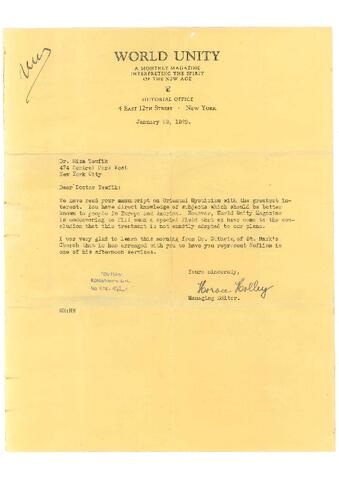 WORLD UNITY
A MONTHLY MAGAZINE
INTERPRETING THE SPIRIT
OF THE NEW AGE
EDITORIAL OFFICE
4 EAST 12TH STREET · NEW YORK
January 29, 1929.
Dr. Riza Tewfik
474 Central Park West
New York City
Dear Doctor Tewfik:
We have read your manuscript on Oriental Mysticism with the greatest in-
terest. You have direct knowledge of subjects which should be better
known to people in Europe and America. However, World Unity Magazine
is endeavoring to fill such a special field that we have come to the con-
clusion that this treatment is not exactly adapted to our plans.
I was very glad to learn this morning from Dr. Guthrie, of St. Mark's
Church that he has arranged with you to have you represent Sufiism in
one of his afternoon services.
Yours sincerely,
Horace Holley
Managing Editor.
HH:HN